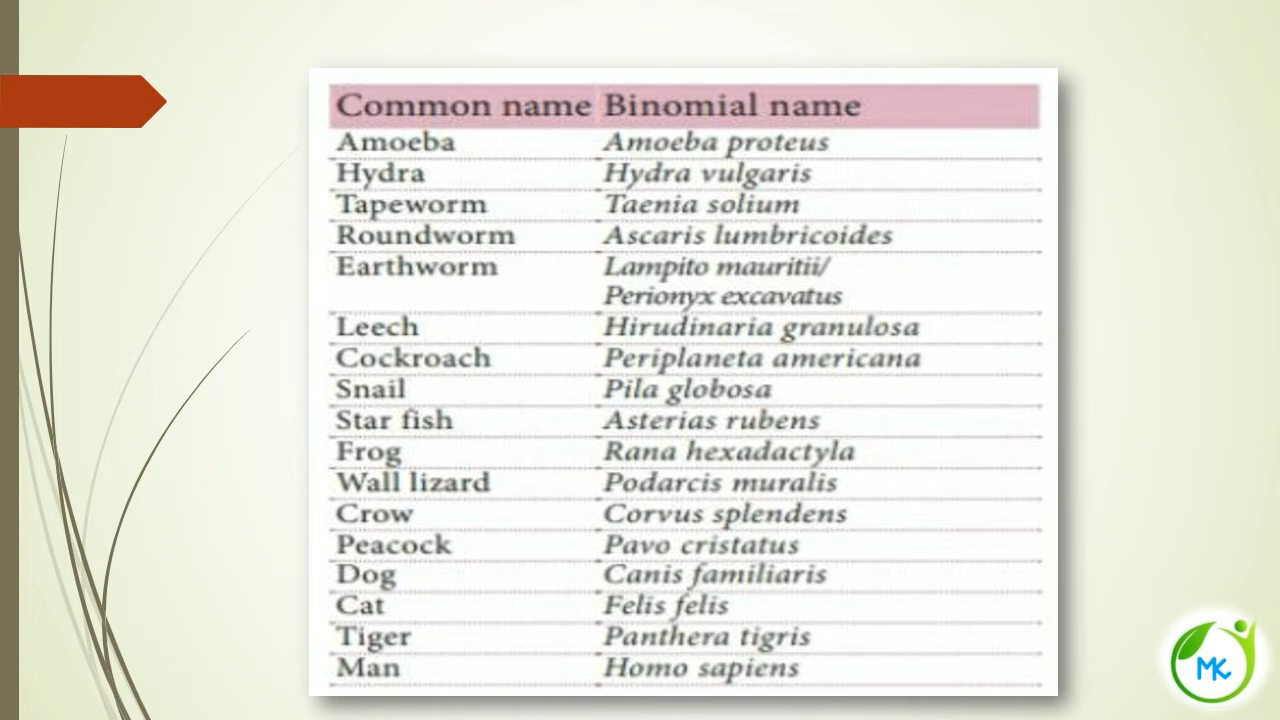 Common name Binomial name
Amoeba Amoeba proteus
Hydra Hydra vulgaris
Tapeworm Taenia solium
Roundworm Ascaris lumbricoides
Earthworm Lampito mauritii/
Perionyx excavatus
Leech Hirudinaria granulosa
Cockroach Periplaneta americana
Snail Pila globosa
Star fish Asterias rubens
Frog Rana hexadactyla
Wall lizard Podarcis muralis
Crow Corvus splendens
Peacock Pavo cristatus
Dog Canis familiaris
Cat Felis felis
Tiger Panthera tigris
Man Homo sapiens
MK